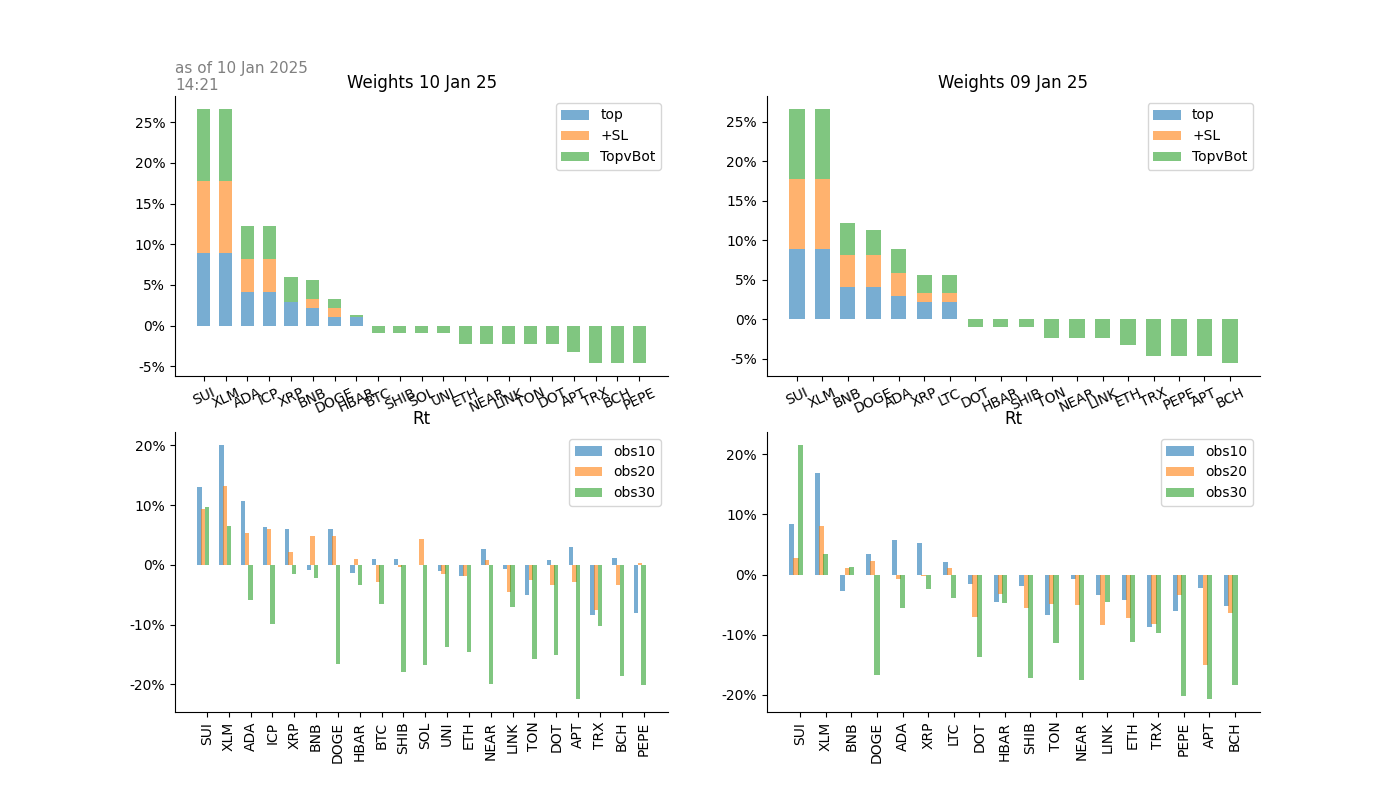 as of 10 Jan 2025
14:21
Weights 10 Jan 25
25%
20%
15%
10%
5%
0%
-5%
top
+SL
TopvBot
SUI XLM ADA ICP XRP BNB DOGE HBAR BTC SHIB SOL UNI ETH NEAR LINK TON DOT APT TRX BCH PEPE
Weights 09 Jan 25
25%
20%
15%
10%
5%
0%
-5%
top
+SL
TopvBot
SUI XLM BNB DOGE ADA XRP LTC DOT HBAR SHIB TON NEAR LINK ETH TRX PEPE APT BCH
Rt
20%
10%
0%
-10%
-20%
obs10
obs20
obs30
SUI XLM ADA ICP XRP BNB DOGE HBAR BTC SHIB SOL UNI ETH NEAR LINK TON DOT APT TRX BCH PEPE
Rt
20%
10%
0%
-10%
-20%
obs10
obs20
obs30
SUI XLM BNB DOGE ADA XRP LTC DOT HBAR SHIB TON NEAR LINK ETH TRX PEPE APT BCH